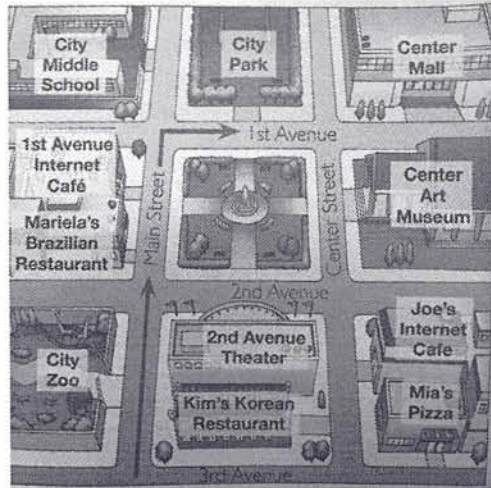 City
Middle
School
City
Park
Center
Mall
1st Avenue
1st Avenue
Internet
Café
Mariela's
Brazilian
Restaurant
Main Street
Center Street
Center
Art
Museum
2nd Avenue
City
Zoo
2nd Avenue
Theater
Kim's Korean
Restaurant
Joe's
Internet
Cafe
Mia's
Pizza
3rd Avenue